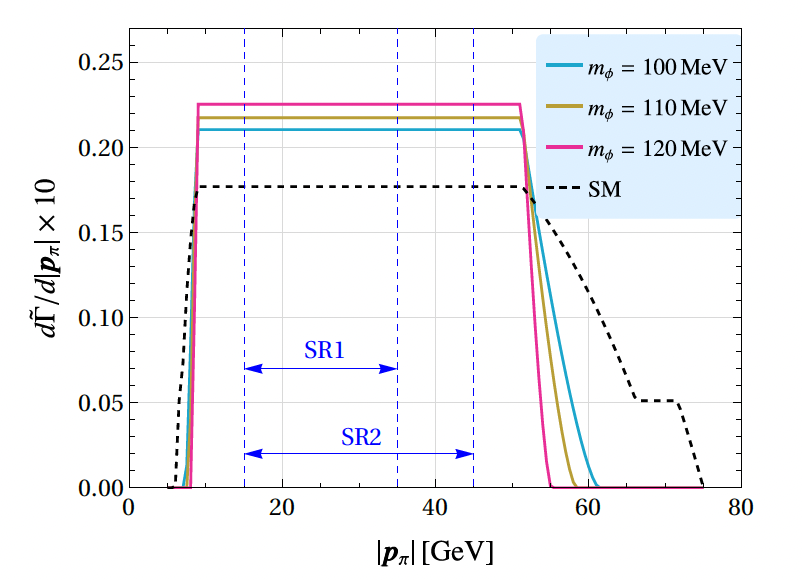 0.25
0.20
0.15
0.10
0.05
0.00
0
20
40
60
80
dΓ̃/d|p_π| × 10
|p_π| [GeV]
m_ϕ = 100 MeV
m_ϕ = 110 MeV
m_ϕ = 120 MeV
SM
SR1
SR2